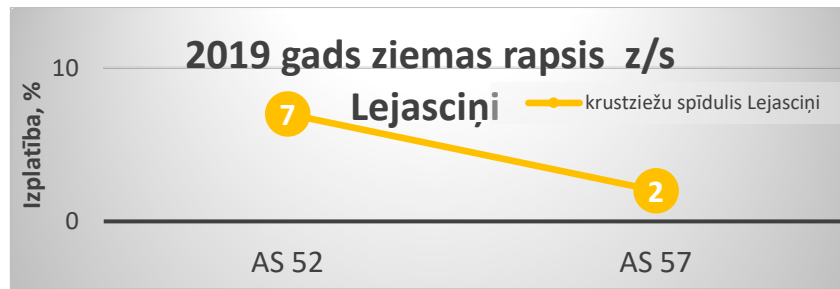 2019 gads ziemas rapsis z/s
Lejasciņi
krustziežu spīdulis Lejasciņi
Izplatība, %
10
0
7
2
AS 52
AS 57